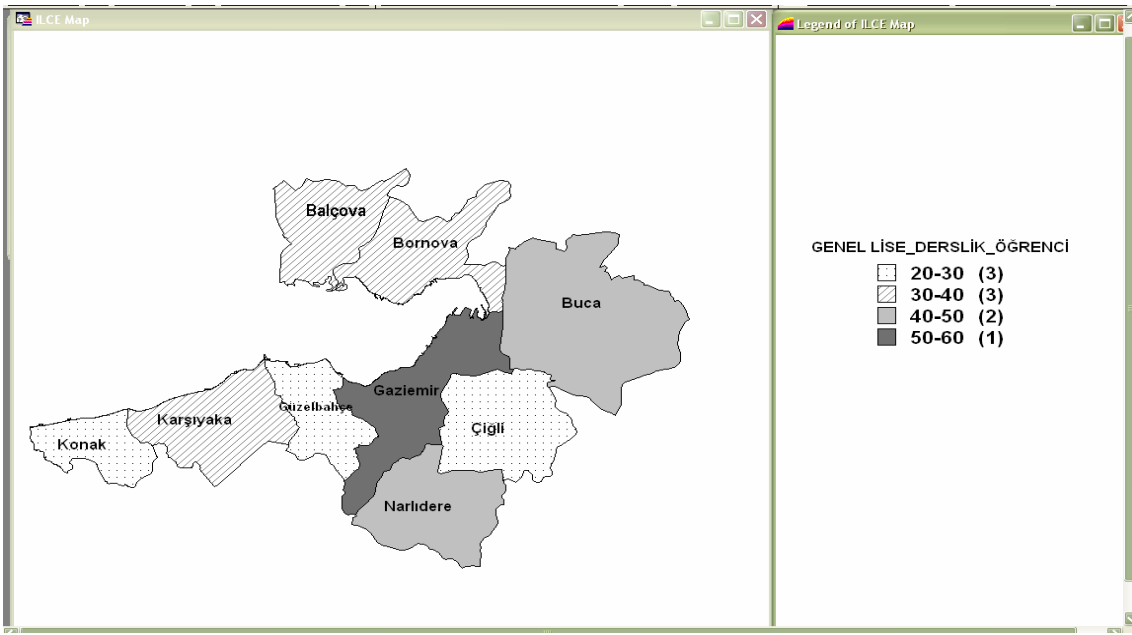 ILCE Map
Legend of ILCE Map
Balçova
Bornova
Buca
Gaziemir
Güzelbahçe
Karşıyaka
Konak
Çiğli
Narlıdere
GENEL LİSE_DERSLİK_ÖĞRENCİ
20-30 (3)
30-40 (3)
40-50 (2)
50-60 (1)